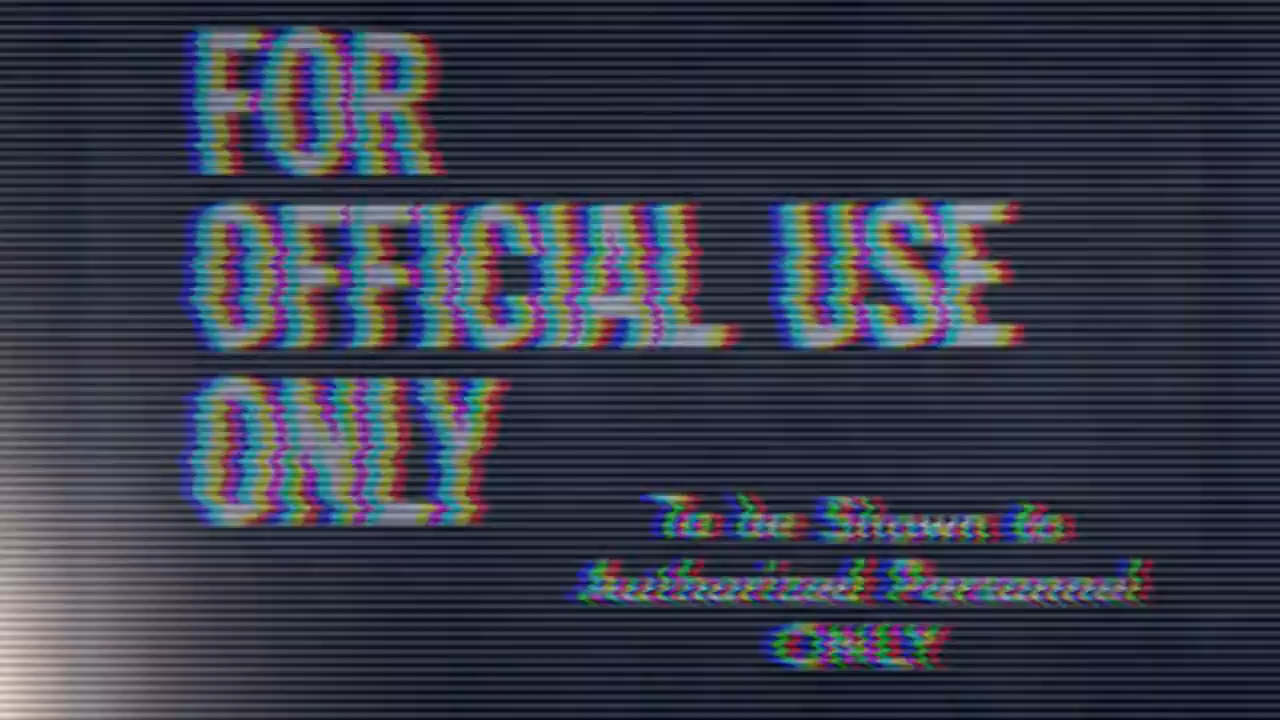 FOR
OFFICIAL USE
ONLY
To be Shown to
Authorized Personnel
ONLY